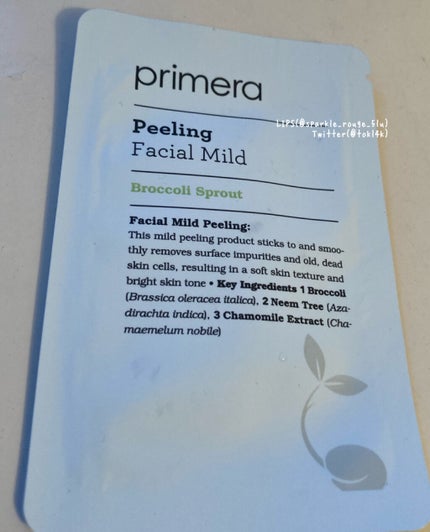 primera
LIPS(@sparkle_rouge_51u)
Twitter(@tokl4k)
Peeling
Facial Mild
Broccoli Sprout
Facial Mild Peeling:
This mild peeling product sticks to and smoo-
thly removes surface impurities and old, dead
skin cells, resulting in a soft skin texture and
bright skin tone • Key Ingredients 1 Broccoli
(Brassica oleracea italica), 2 Neem Tree (Aza-
dirachta indica), 3 Chamomile Extract (Cha-
maemelum nobile)